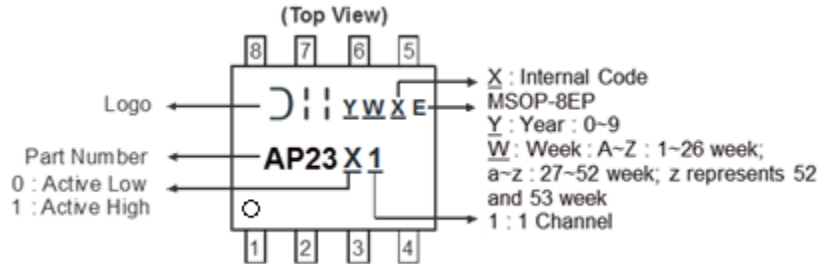 (Top View)
8 7 6 5
Logo
Y W X E
X : Internal Code
MSOP-8EP
Y : Year : 0~9
W : Week : A~Z : 1~26 week;
a~z : 27~52 week; z represents 52
and 53 week
1 : 1 Channel
Part Number
AP23 X 1
0 : Active Low
1 : Active High
1 2 3 4